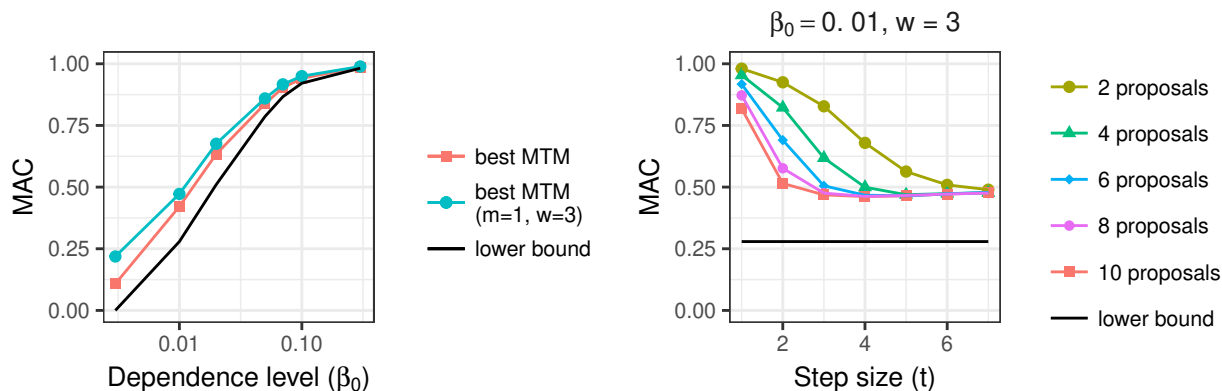 MAC
1.00
0.75
0.50
0.25
0.00
0.01
0.10
Dependence level (β₀)
best MTM
best MTM
(m=1, w=3)
lower bound
β₀ = 0. 01, w = 3
MAC
1.00
0.75
0.50
0.25
0.00
2
4
6
Step size (t)
2 proposals
4 proposals
6 proposals
8 proposals
10 proposals
lower bound